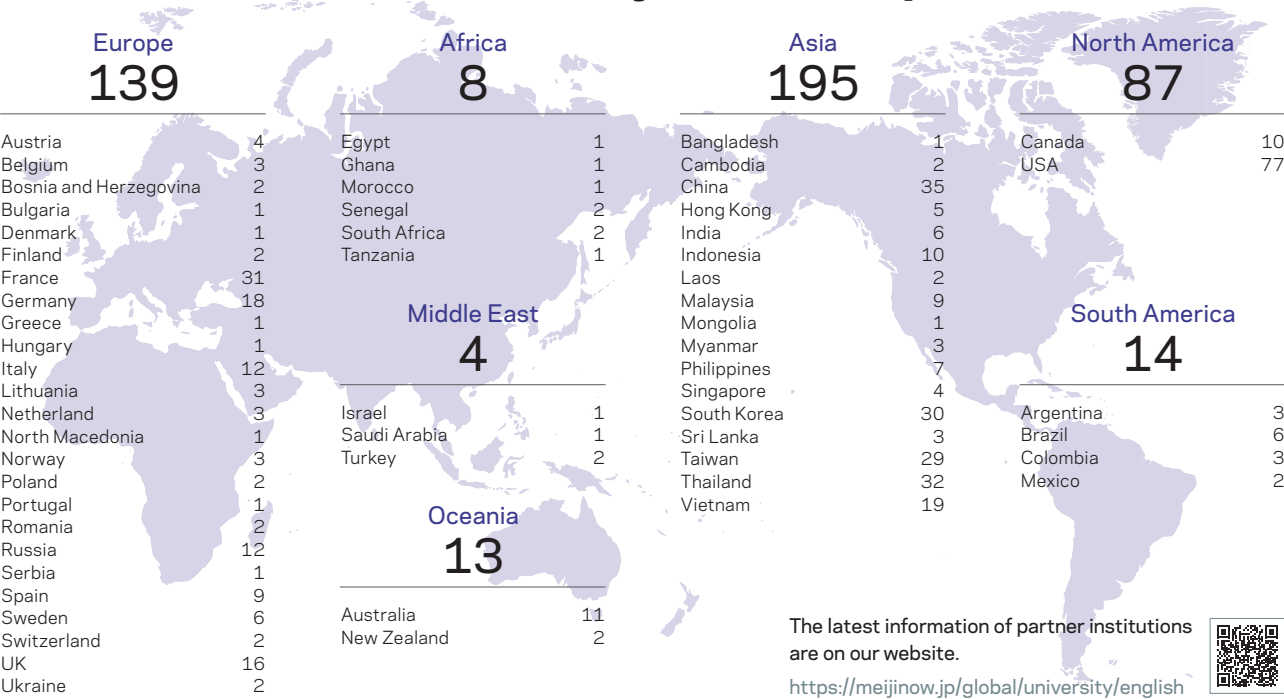 Europe
139
Austria 4
Belgium 3
Bosnia and Herzegovina 2
Bulgaria 1
Denmark 1
Finland 2
France 31
Germany 18
Greece 1
Hungary 1
Italy 12
Lithuania 3
Netherland 3
North Macedonia 1
Norway 3
Poland 2
Portugal 1
Romania 2
Russia 12
Serbia 1
Spain 9
Sweden 6
Switzerland 2
UK 16
Ukraine 2
Africa
8
Egypt 1
Ghana 1
Morocco 1
Senegal 2
South Africa 2
Tanzania 1
Middle East
4
Israel 1
Saudi Arabia 1
Turkey 2
Oceania
13
Australia 11
New Zealand 2
Asia
195
Bangladesh 1
Cambodia 2
China 35
Hong Kong 5
India 6
Indonesia 10
Laos 2
Malaysia 9
Mongolia 1
Myanmar 3
Philippines 7
Singapore 4
South Korea 30
Sri Lanka 3
Taiwan 29
Thailand 32
Vietnam 19
North America
87
Canada 10
USA 77
South America
14
Argentina 3
Brazil 6
Colombia 3
Mexico 2
The latest information of partner institutions
are on our website.
https://meijinow.jp/global/university/english